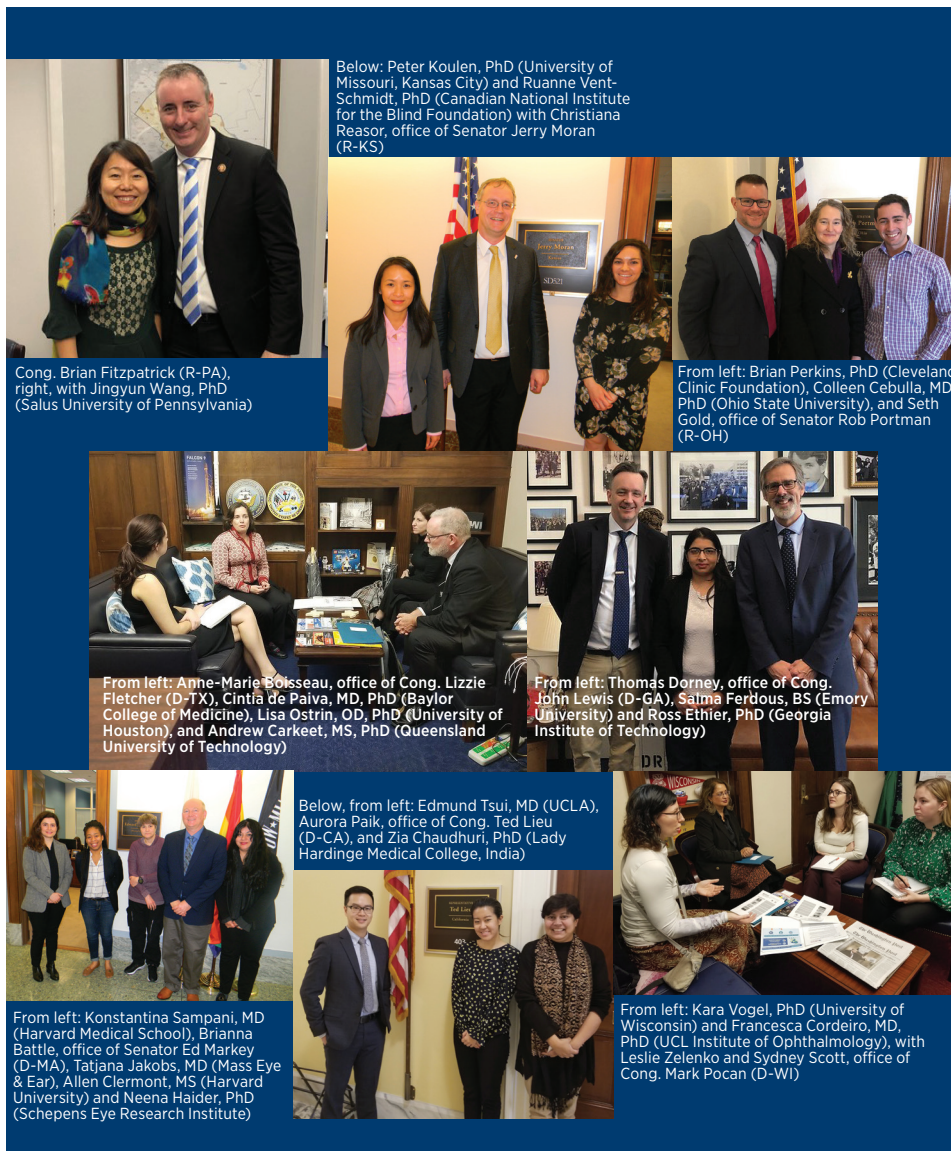 Below: Peter Koulen, PhD (University of
Missouri, Kansas City) and Ruanne Vent-
Schmidt, PhD (Canadian National Institute
for the Blind Foundation) with Christiana
Reasor, office of Senator Jerry Moran
(R-KS)
Jerry Moran
SD521
Cong. Brian Fitzpatrick (R-PA),
right, with Jingyun Wang, PhD
(Salus University of Pennsylvania)
From left: Brian Perkins, PhD (Cleveland
Clinic Foundation), Colleen Cebulla, MD,
PhD (Ohio State University), and Seth
Gold, office of Senator Rob Portman
(R-OH)
FALCON 9
From left: Anne-Marie Boisseau, office of Cong. Lizzie
Fletcher (D-TX), Cintia de Paiva, MD, PhD (Baylor
College of Medicine), Lisa Ostrin, OD, PhD (University of
Houston), and Andrew Carkeet, MS, PhD (Queensland
University of Technology)
From left: Thomas Dorney, office of Cong.
John Lewis (D-GA), Salma Ferdous, BS (Emory
University) and Ross Ethier, PhD (Georgia
Institute of Technology)
DR
Below, from left: Edmund Tsui, MD (UCLA),
Aurora Paik, office of Cong. Ted Lieu
(D-CA), and Zia Chaudhuri, PhD (Lady
Hardinge Medical College, India)
WISCONSIN
Ted Lieu
California
403
From left: Konstantina Sampani, MD
(Harvard Medical School), Brianna
Battle, office of Senator Ed Markey
(D-MA), Tatjana Jakobs, MD (Mass Eye
& Ear), Allen Clermont, MS (Harvard
University) and Neena Haider, PhD
(Schepens Eye Research Institute)
From left: Kara Vogel, PhD (University of
Wisconsin) and Francesca Cordeiro, MD,
PhD (UCL Institute of Ophthalmology), with
Leslie Zelenko and Sydney Scott, office of
Cong. Mark Pocan (D-WI)